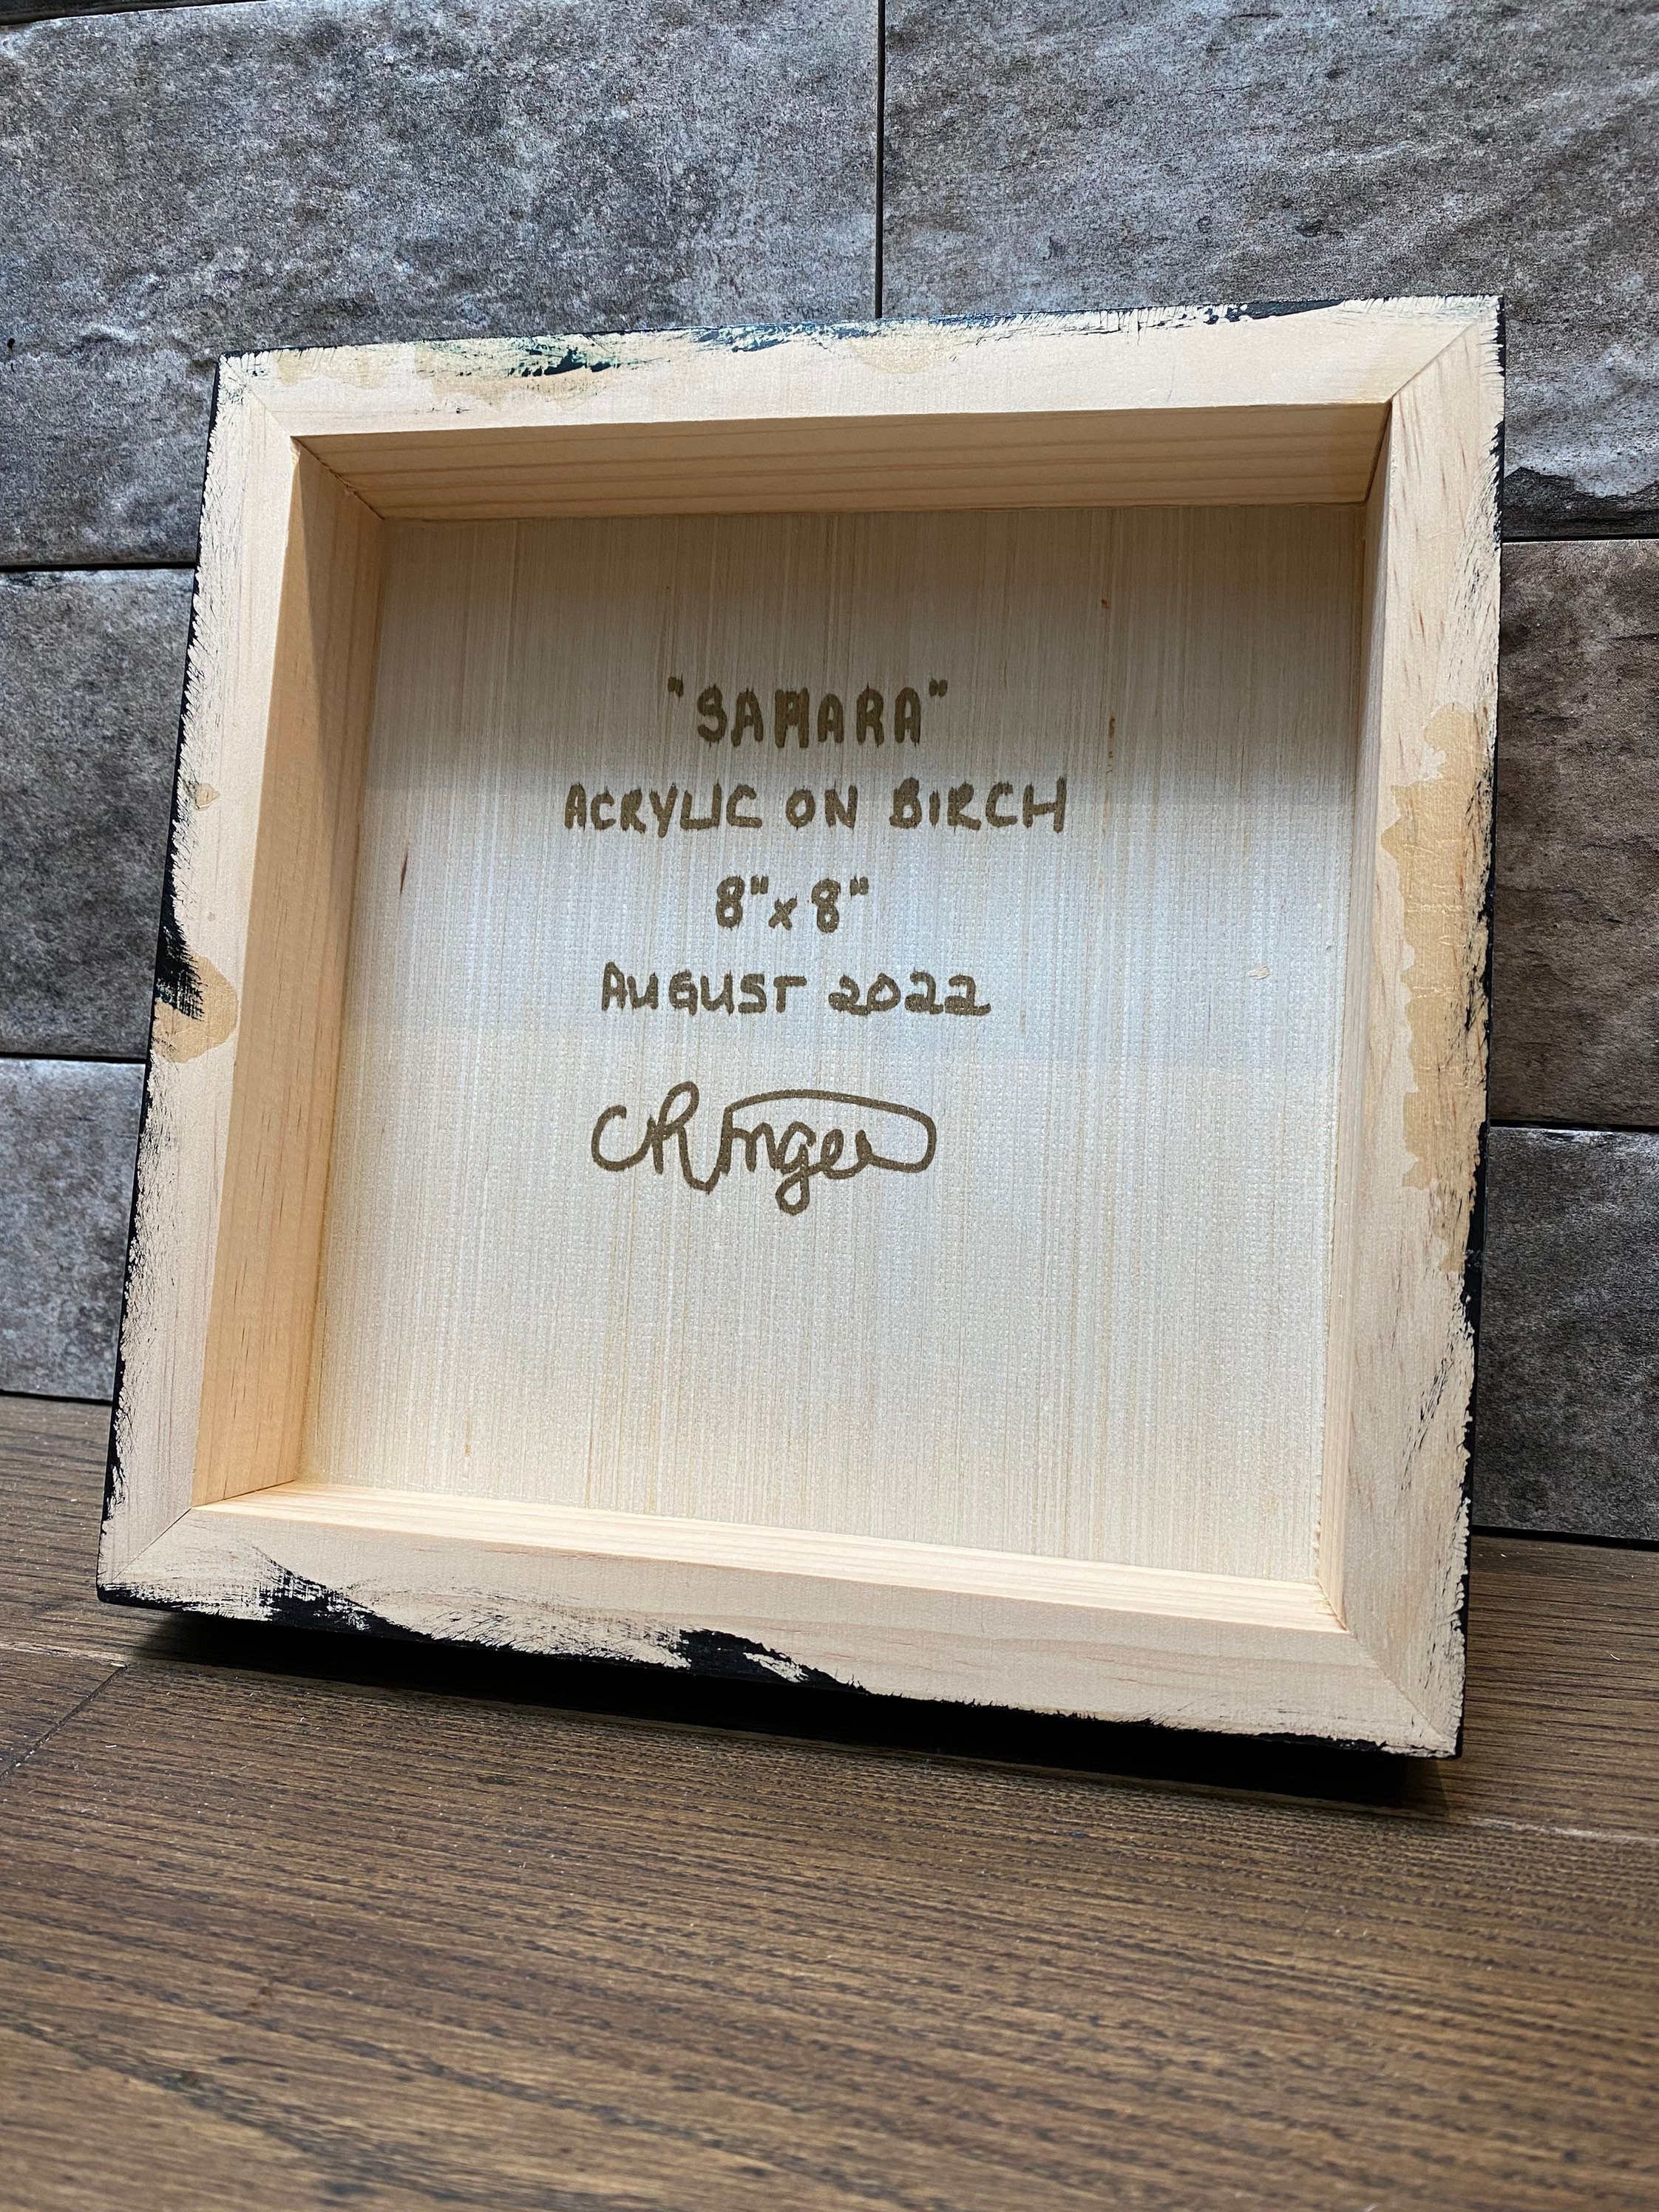 "SAMARA"
ACRYLIC ON BIRCH
8"x8"
AUGUST 2022